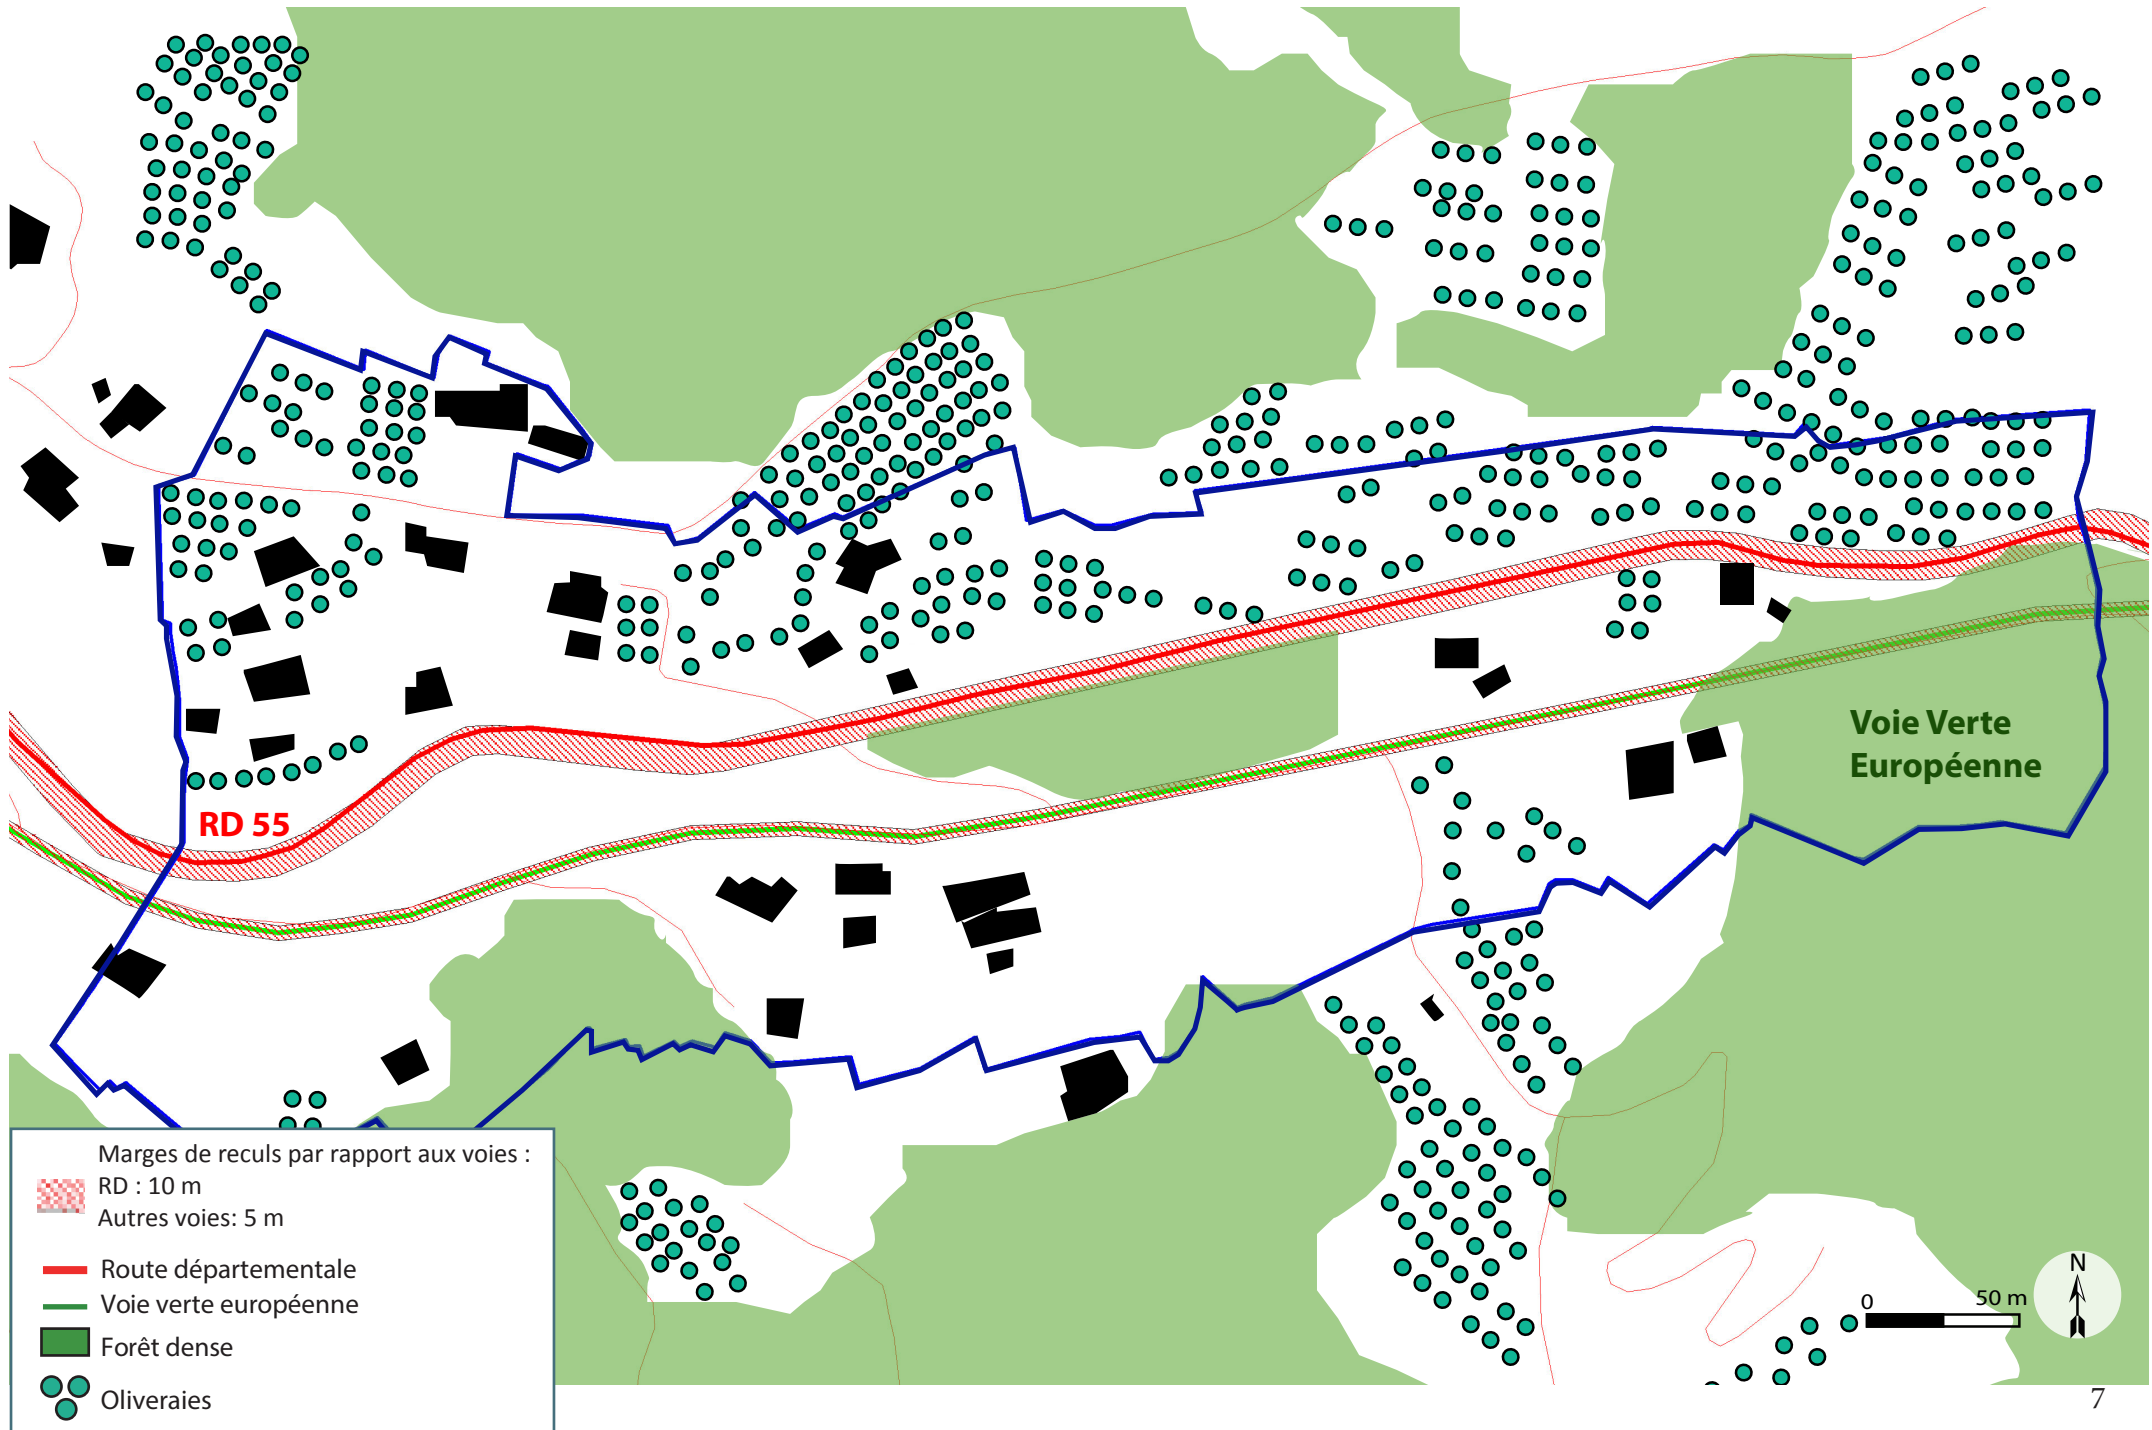 Voie Verte
Européenne
RD 55
Marges de reculs par rapport aux voies :
RD : 10 m
Autres voies: 5 m
Route départementale
Voie verte européenne
Forêt dense
Oliveraies
N
0 50 m
7